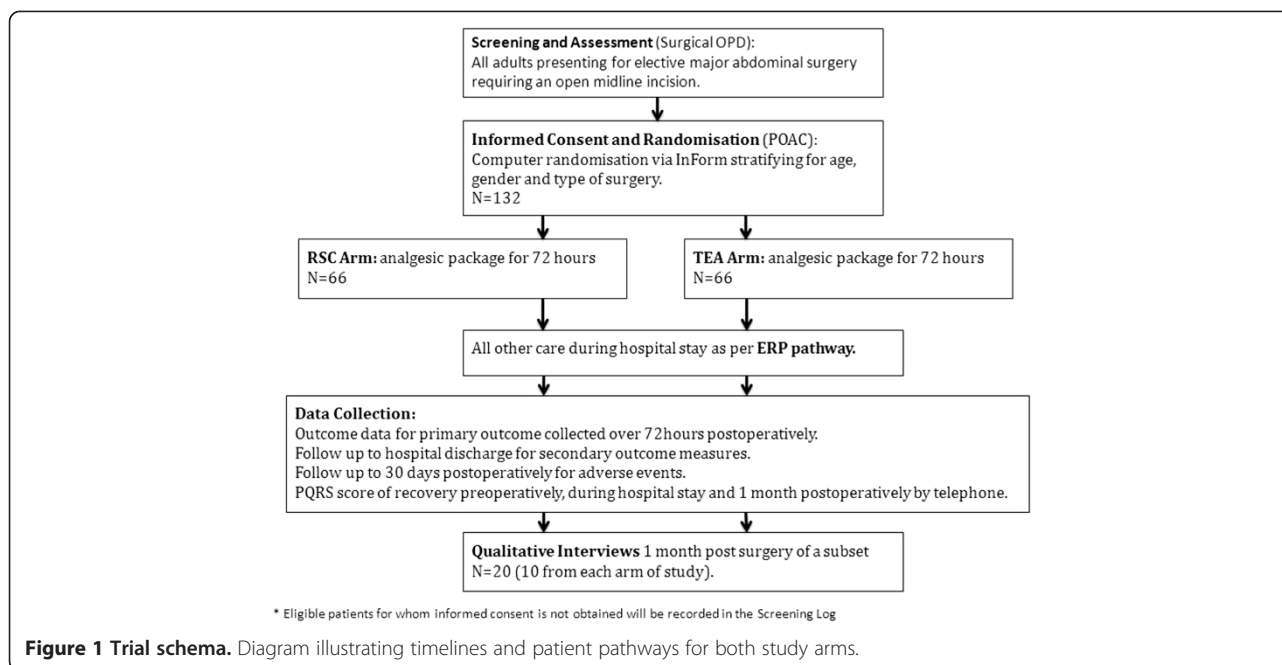 Screening and Assessment (Surgical OPD):
All adults presenting for elective major abdominal surgery
requiring an open midline incision.
Informed Consent and Randomisation (POAC):
Computer randomisation via InForm stratifying for age,
gender and type of surgery.
N=132
RSC Arm: analgesic package for 72 hours
N=66
TEA Arm: analgesic package for 72 hours
N=66
All other care during hospital stay as per ERP pathway.
Data Collection:
Outcome data for primary outcome collected over 72hours postoperatively.
Follow up to hospital discharge for secondary outcome measures.
Follow up to 30 days postoperatively for adverse events.
PQRS score of recovery preoperatively, during hospital stay and 1 month postoperatively by telephone.
Qualitative Interviews 1 month post surgery of a subset
N=20 (10 from each arm of study).
* Eligible patients for whom informed consent is not obtained will be recorded in the Screening Log
Figure 1 Trial schema. Diagram illustrating timelines and patient pathways for both study arms.